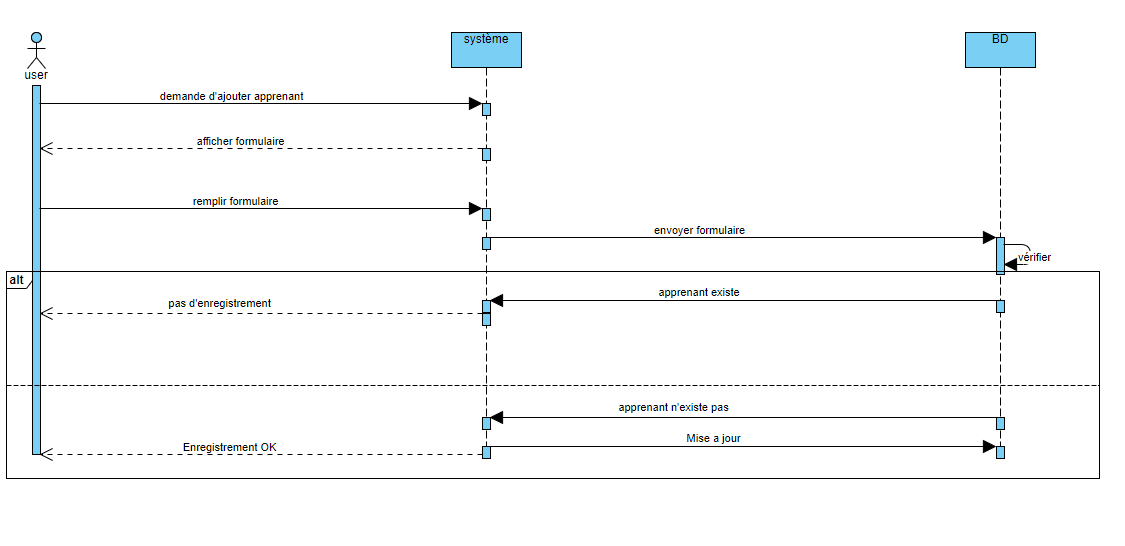 système
BD
user
demande d'ajouter apprenant
afficher formulaire
remplir formulaire
envoyer formulaire
vérifier
alt
apprenant existe
pas d'enregistrement
apprenant n'existe pas
Mise a jour
Enregistrement OK